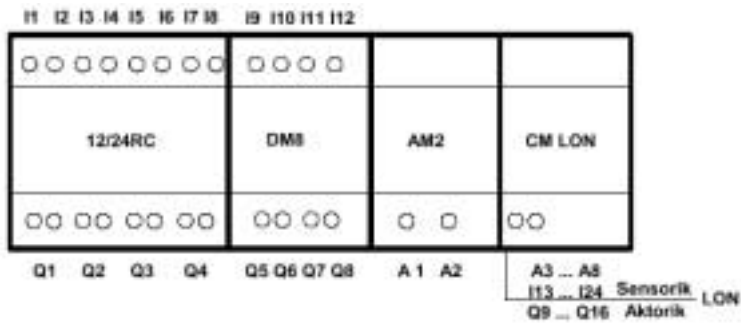 I1 I2 I3 I4 I5 I6 I7 I8 I9 I10 I11 I12
12/24RC DM8 AM2 CM LON
Q1 Q2 Q3 Q4 Q5 Q6 Q7 Q8 A 1 A2 A3 ... A8
I13 ... I24 Sensorik
LON
Q9 ... Q16 Aktorik